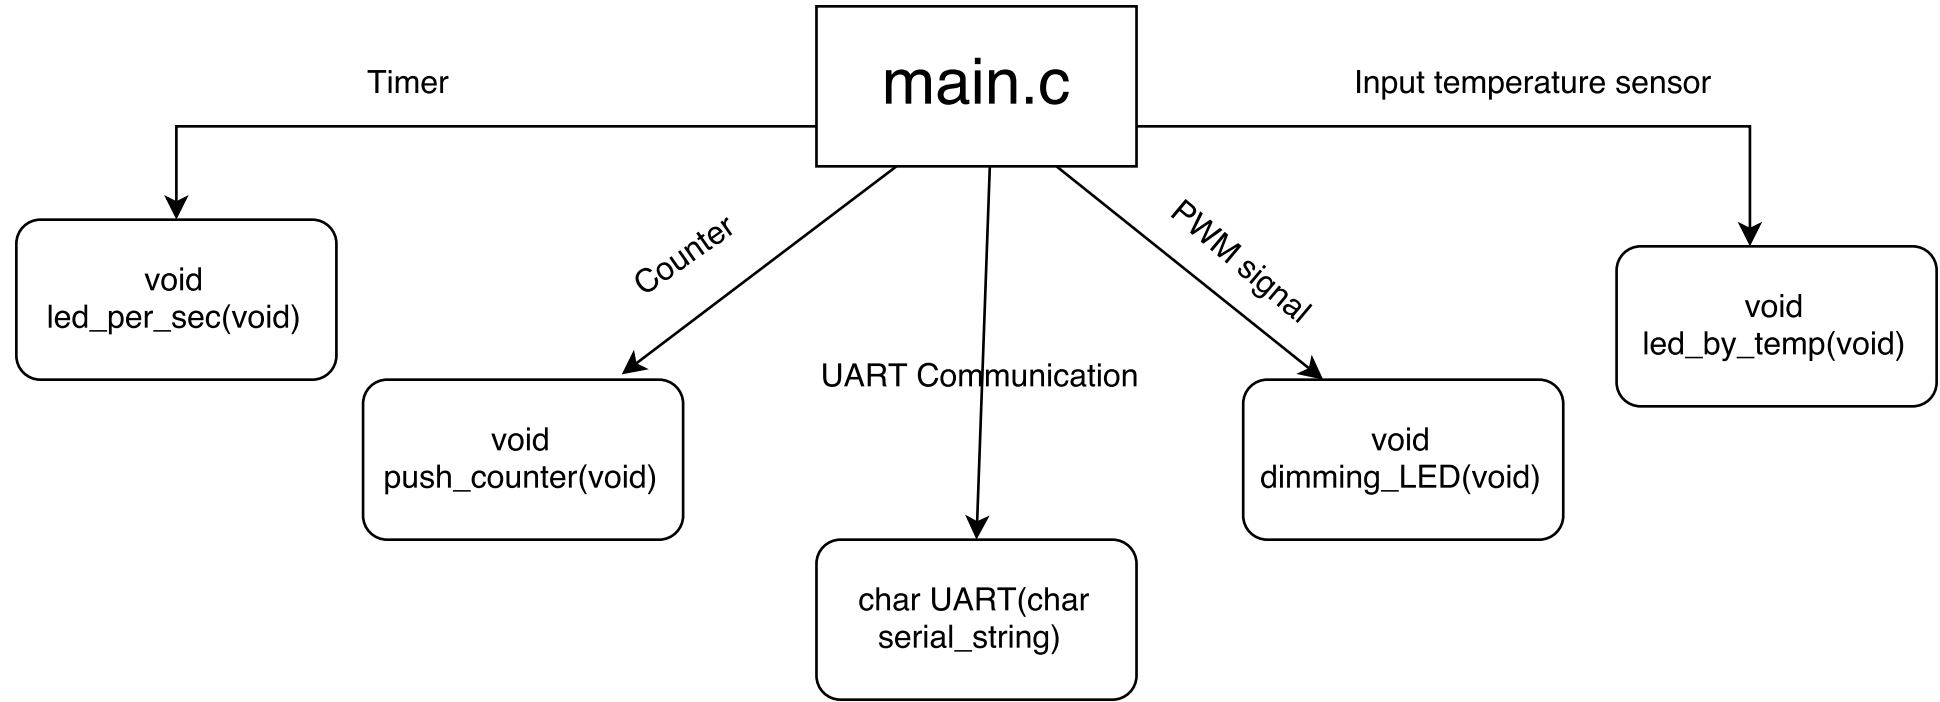 main.c
Timer
Input temperature sensor
Counter
PWM signal
UART Communication
void
led_per_sec(void)
void
push_counter(void)
char UART(char
serial_string)
void
dimming_LED(void)
void
led_by_temp(void)